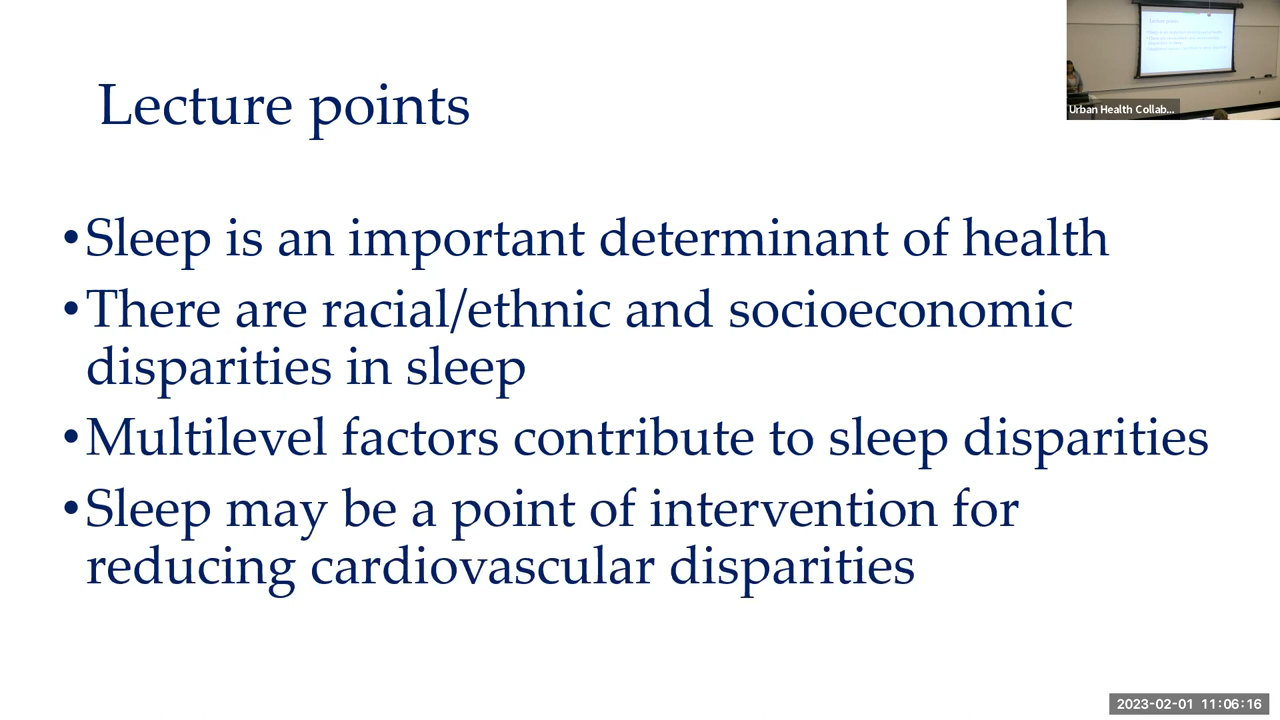 Lecture points
Urban Health Collab...
•Sleep is an important determinant of health
•There are racial/ethnic and socioeconomic
disparities in sleep
•Multilevel factors contribute to sleep disparities
•Sleep may be a point of intervention for
reducing cardiovascular disparities
2023-02-01 11:06:16